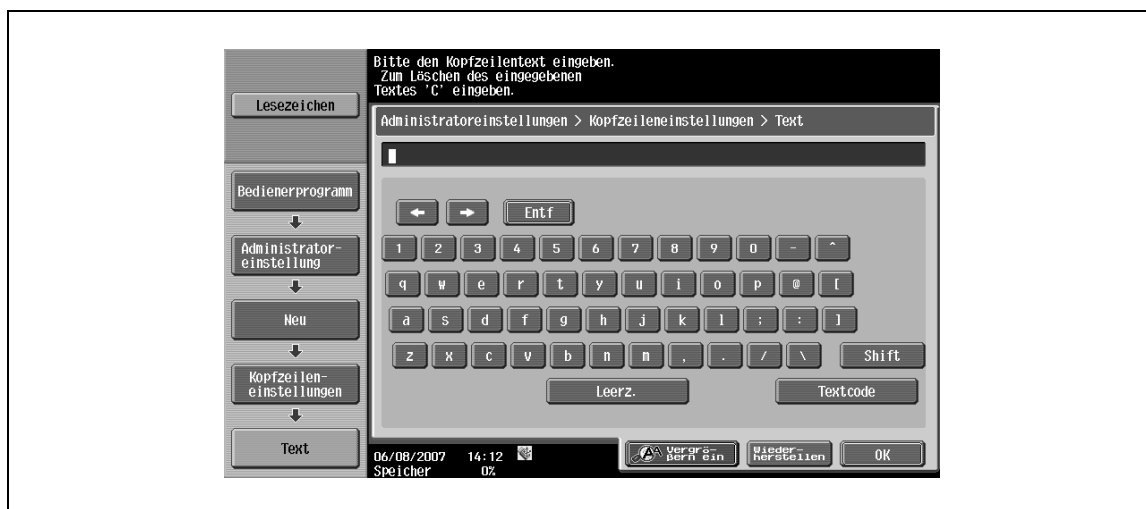 Bitte den Kopfzeilentext eingeben.
Zum Löschen des eingegebenen
Textes 'C' eingeben.
Lesezeichen
Administratoreinstellungen > Kopfzeileneinstellungen > Text
Bedienerprogramm
Administrator-
einstellung
Neu
Kopfzeilen-
einstellungen
Text
← → Entf
1 2 3 4 5 6 7 8 9 0 - ^
q w e r t y u i o p @ [
a s d f g h j k l ; : ]
z x c v b n m , . / \ Shift
Leerz. Textcode
06/08/2007 14:12
Speicher 0%
Vergrö-
ßern ein
Wieder-
herstellen
OK